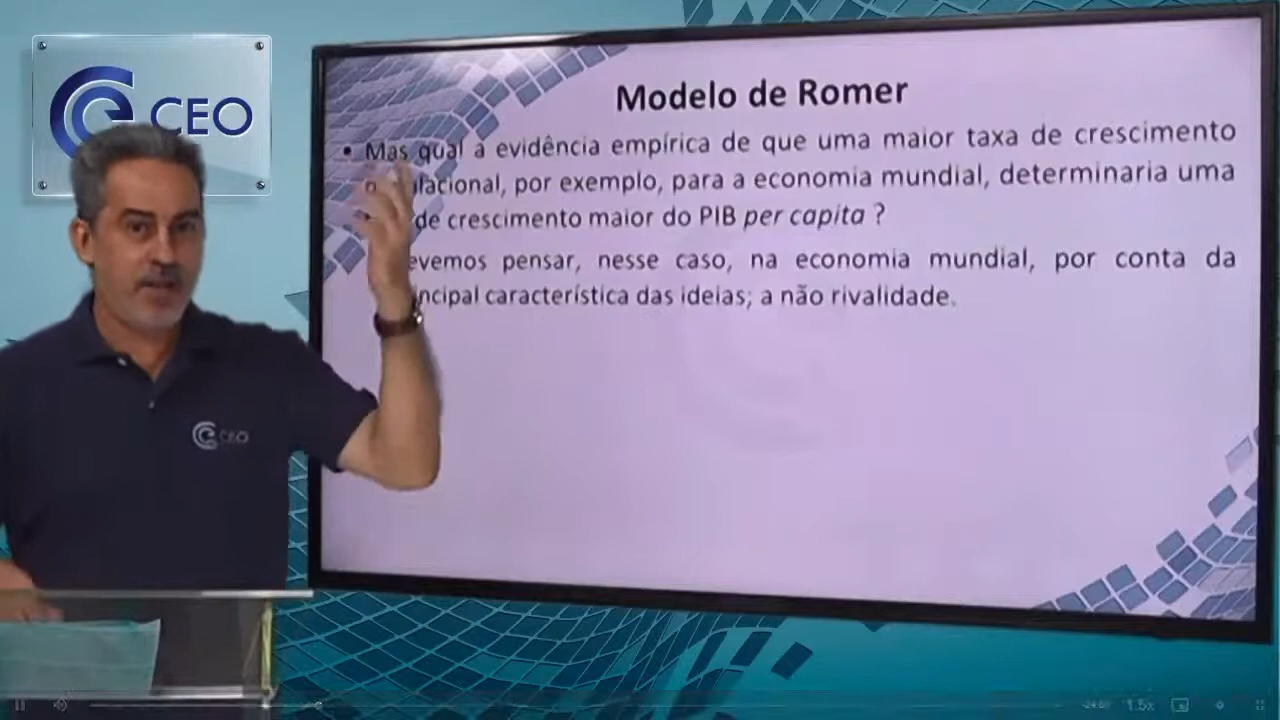 CEO
Modelo de Romer
• Mas qual a evidência empírica de que uma maior taxa de crescimento
por exemplo, para a economia mundial, determinaria uma
de crescimento maior do PIB per capita ?
pensar, nesse caso, na economia mundial, por conta da
característica das ideias; a não rivalidade.
CEO
1.5x